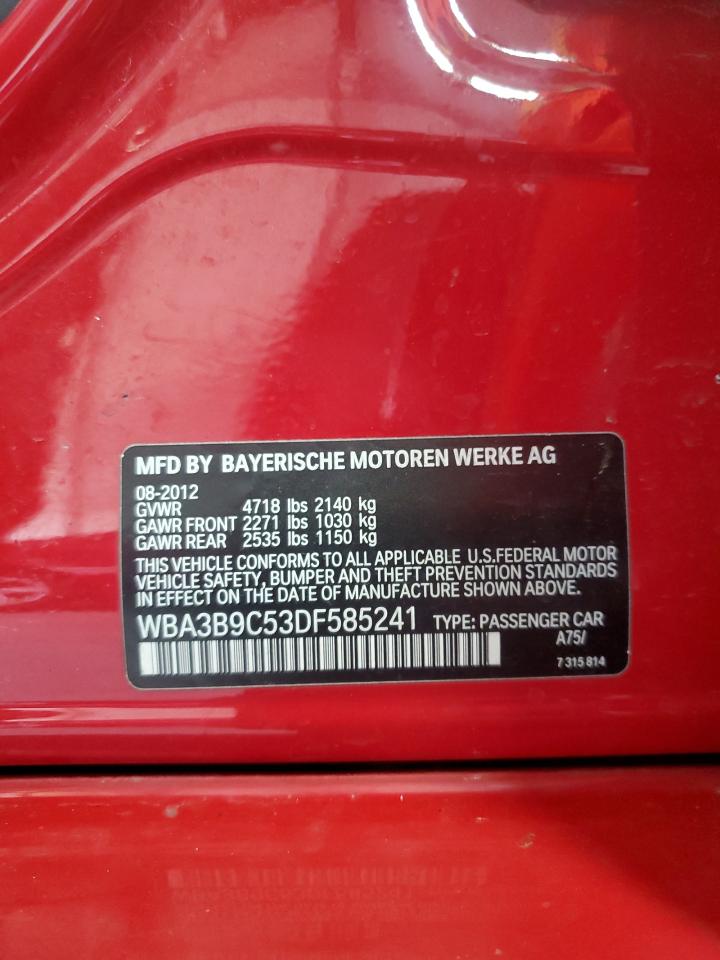 MFD BY BAYERISCHE MOTOREN WERKE AG
08-2012
GVWR 4718 lbs 2140 kg
GAWR FRONT 2271 lbs 1030 kg
GAWR REAR 2535 lbs 1150 kg
THIS VEHICLE CONFORMS TO ALL APPLICABLE U.S.FEDERAL MOTOR
VEHICLE SAFETY, BUMPER AND THEFT PREVENTION STANDARDS
IN EFFECT ON THE DATE OF MANUFACTURE SHOWN ABOVE.
WBA3B9C53DF585241 TYPE: PASSENGER CAR
A75/
7 315 814